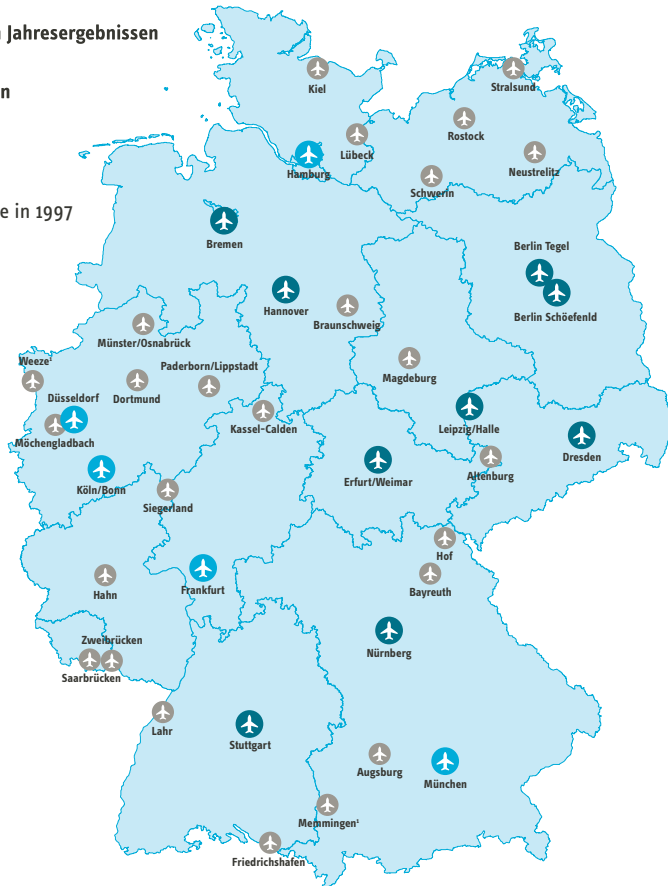 Jahresergebnissen
n
e in 1997
Kiel
Stralsund
Rostock
Lübeck
Hamburg
Neustrelitz
Schwerin
Bremen
Berlin Tegel
Hannover
Braunschweig
Berlin Schöefenld
Münster/Osnabrück
Weeze¹
Paderborn/Lippstadt
Magdeburg
Düsseldorf
Dortmund
Kassel-Calden
Leipzig/Halle
Möchengladbach
Dresden
Altenburg
Köln/Bonn
Erfurt/Weimar
Siegerland
Hof
Hahn
Frankfurt
Bayreuth
Zweibrücken
Nürnberg
Saarbrücken
Lahr
Stuttgart
Augsburg
München
Memmingen¹
Friedrichshafen